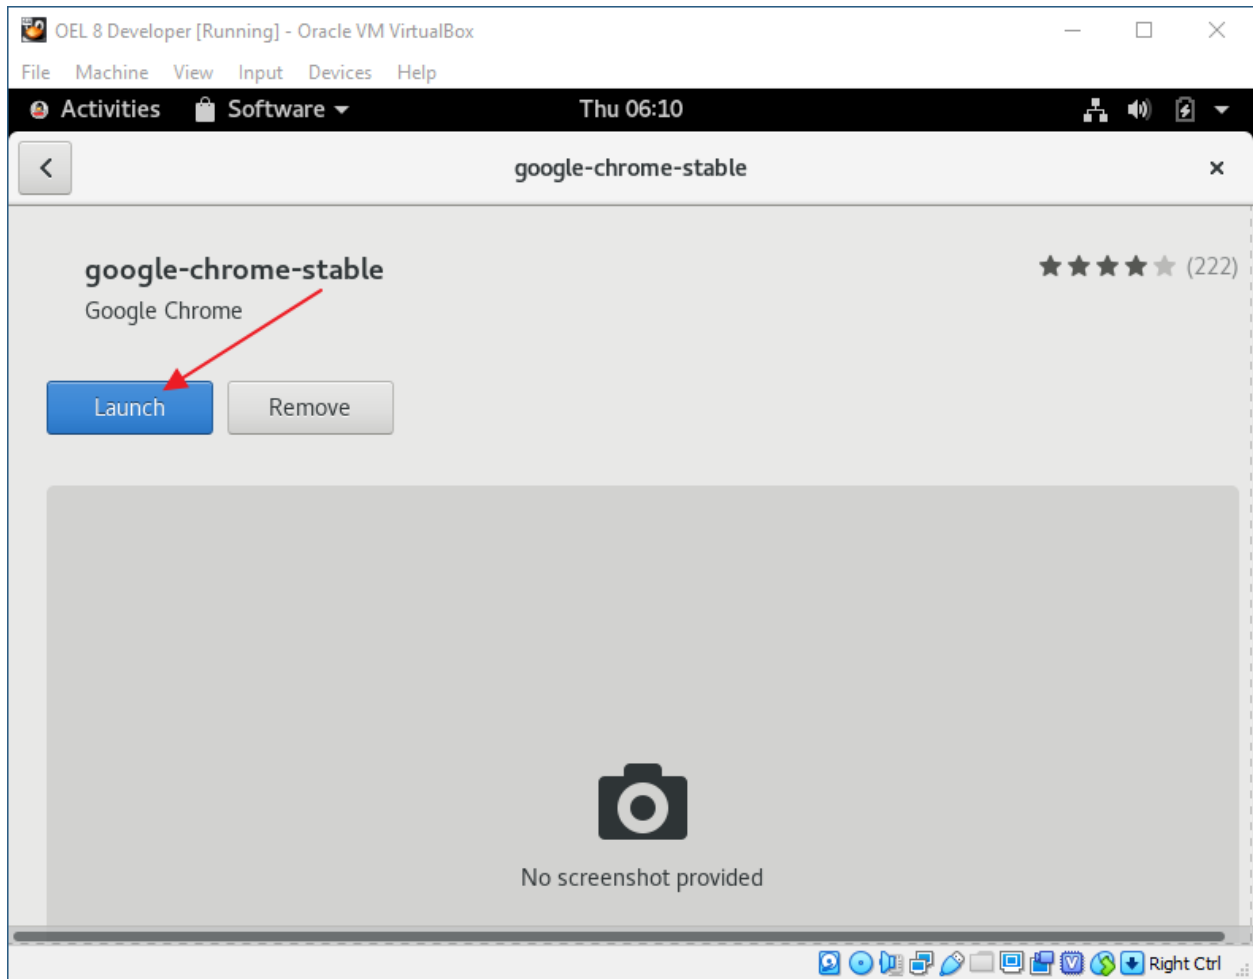 OEL 8 Developer [Running] - Oracle VM VirtualBox
File Machine View Input Devices Help
Activities Software Thu 06:10
google-chrome-stable
google-chrome-stable (222)
Google Chrome
Launch Remove
No screenshot provided
Right Ctrl